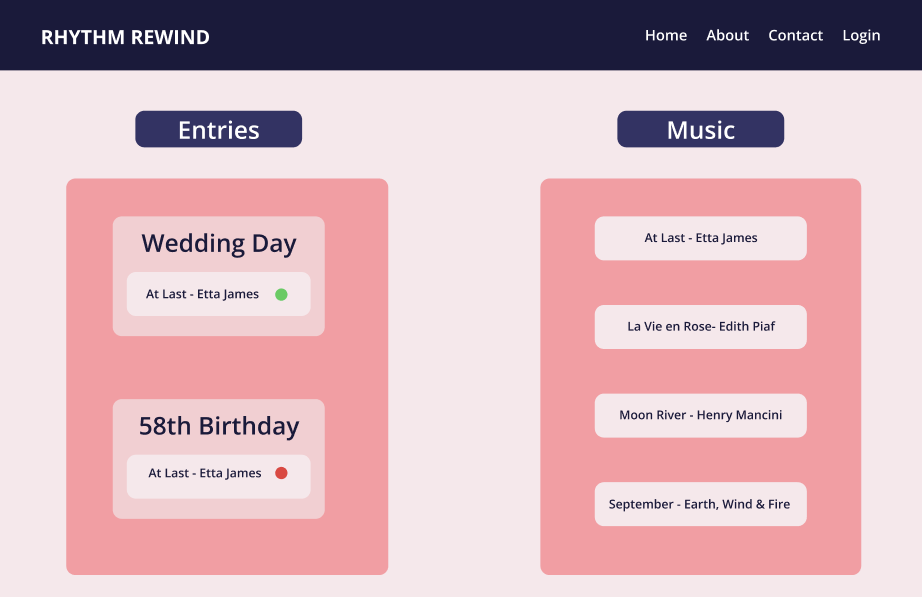 RHYTHM REWIND
Home About Contact Login
Entries
Wedding Day
At Last - Etta James
58th Birthday
At Last - Etta James
Music
At Last - Etta James
La Vie en Rose- Edith Piaf
Moon River - Henry Mancini
September - Earth, Wind & Fire